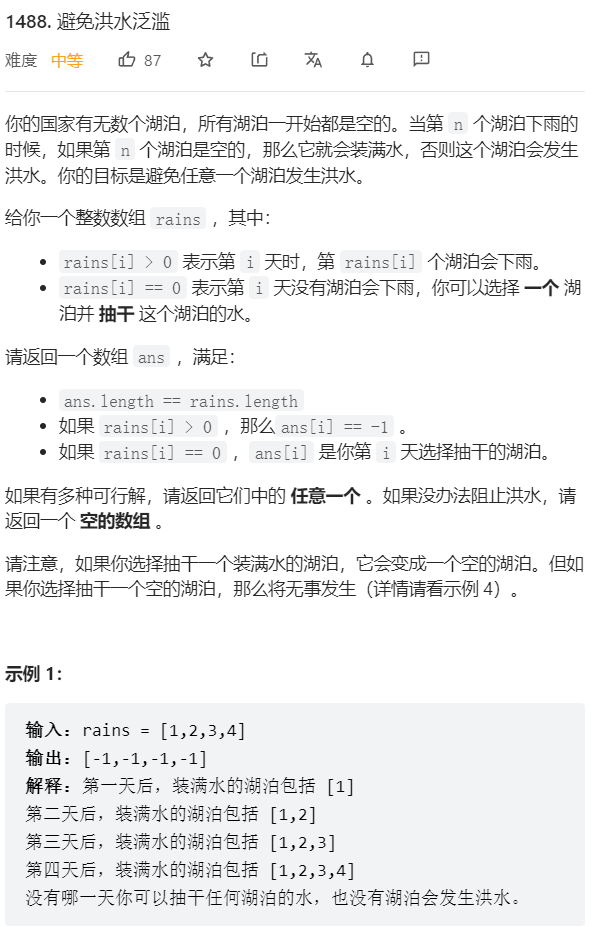 1488. 避免洪水泛滥
难度 中等 87
你的国家有无数个湖泊，所有湖泊一开始都是空的。当第 n 个湖泊下雨的
时候，如果第 n 个湖泊是空的，那么它就会装满水，否则这个湖泊会发生
洪水。你的目标是避免任意一个湖泊发生洪水。
给你一个整数数组 rains ，其中：
• rains[i] > 0 表示第 i 天时，第 rains[i] 个湖泊会下雨。
• rains[i] == 0 表示第 i 天没有湖泊会下雨，你可以选择 一个 湖
泊并 抽干 这个湖泊的水。
请返回一个数组 ans ，满足：
• ans.length == rains.length
• 如果 rains[i] > 0 ，那么ans[i] == -1 。
• 如果 rains[i] == 0 ，ans[i] 是你第 i 天选择抽干的湖泊。
如果有多种可行解，请返回它们中的 任意一个 。如果没办法阻止洪水，请
返回一个 空的数组 。
请注意，如果你选择抽干一个装满水的湖泊，它会变成一个空的湖泊。但如
果你选择抽干一个空的湖泊，那么将无事发生（详情请看示例 4）。
示例 1：
输入：rains = [1,2,3,4]
输出：[-1,-1,-1,-1]
解释：第一天后，装满水的湖泊包括 [1]
第二天后，装满水的湖泊包括 [1,2]
第三天后，装满水的湖泊包括 [1,2,3]
第四天后，装满水的湖泊包括 [1,2,3,4]
没有哪一天你可以抽干任何湖泊的水，也没有湖泊会发生洪水。